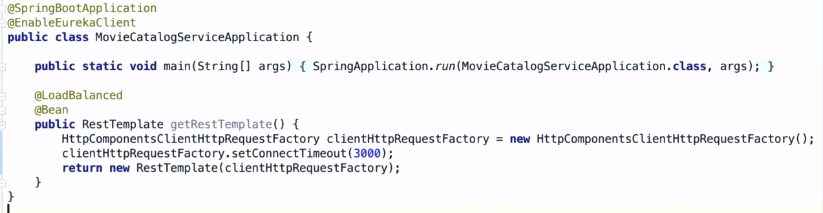 @SpringBootApplication
@EnableEurekaClient
public class MovieCatalogServiceApplication {
public static void main(String[] args) { SpringApplication.run(MovieCatalogServiceApplication.class, args); }
@LoadBalanced
@Bean
public RestTemplate getRestTemplate() {
HttpComponentsClientHttpRequestFactory clientHttpRequestFactory = new HttpComponentsClientHttpRequestFactory();
clientHttpRequestFactory.setConnectTimeout(3000);
return new RestTemplate(clientHttpRequestFactory);
}
}